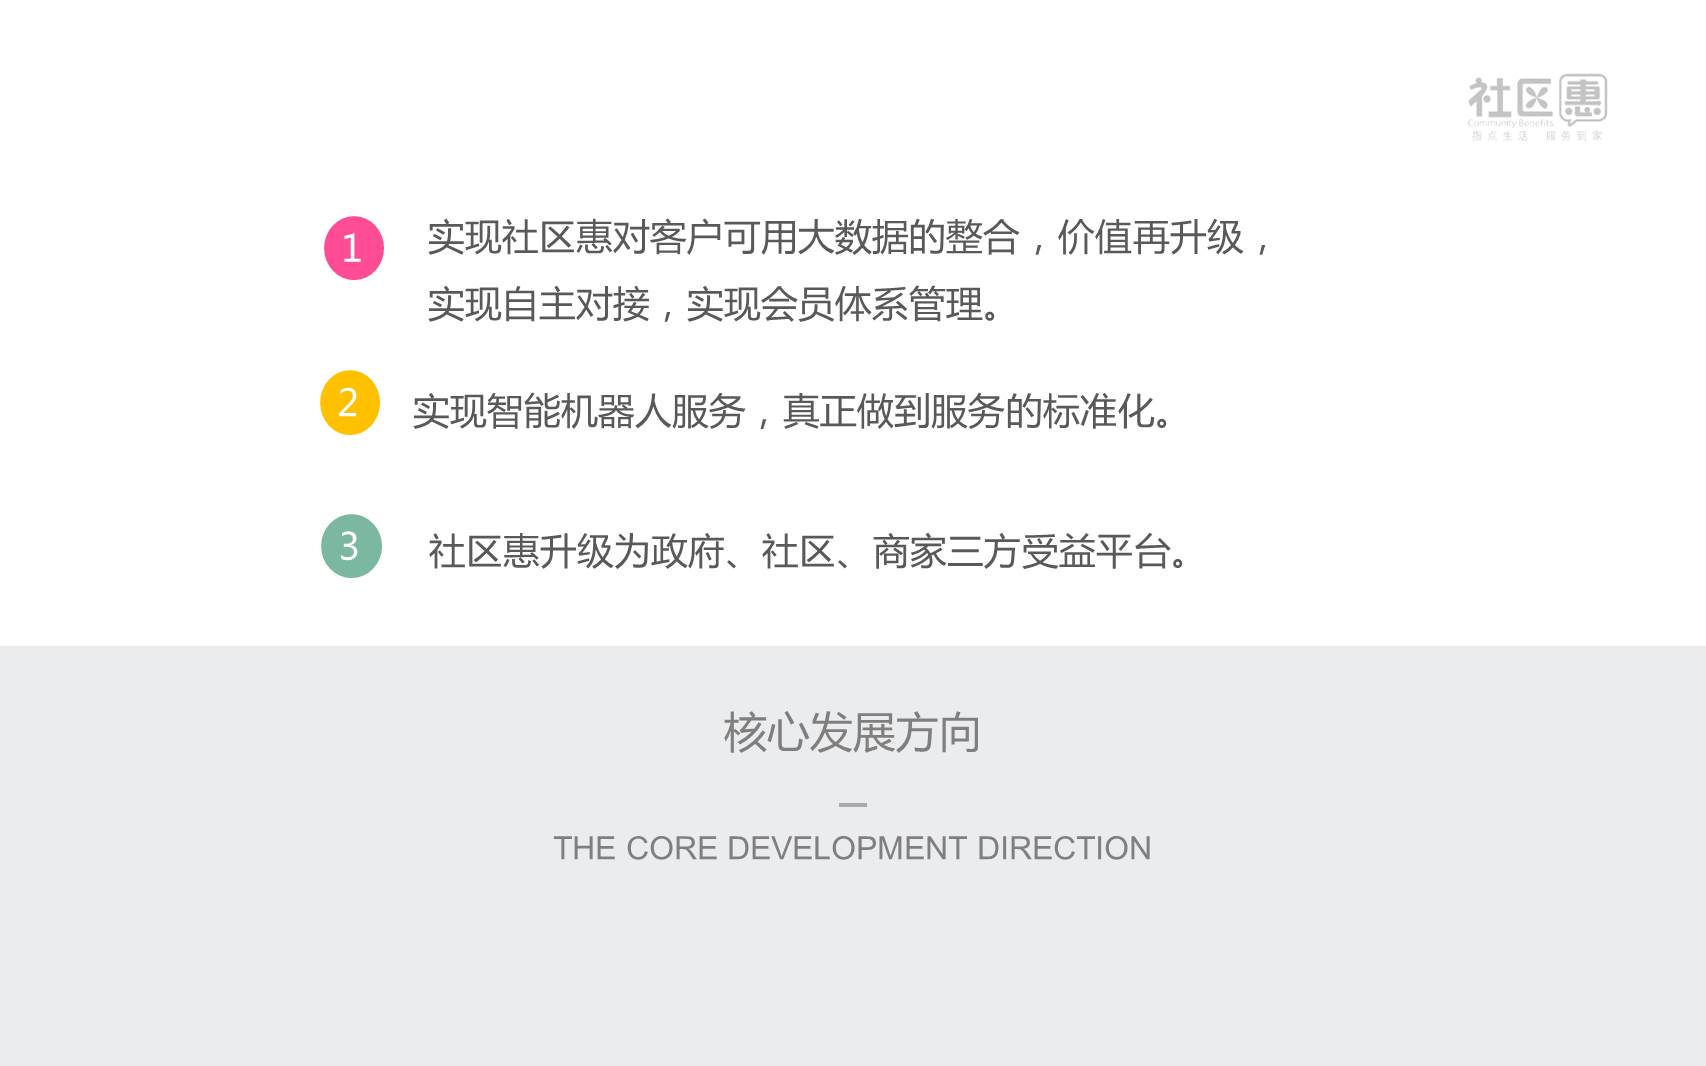 社区惠
Community Benefits
指点生活 服务到家
1
实现社区惠对客户可用大数据的整合，价值再升级，
实现自主对接，实现会员体系管理。
2
实现智能机器人服务，真正做到服务的标准化。
3
社区惠升级为政府、社区、商家三方受益平台。
核心发展方向
THE CORE DEVELOPMENT DIRECTION